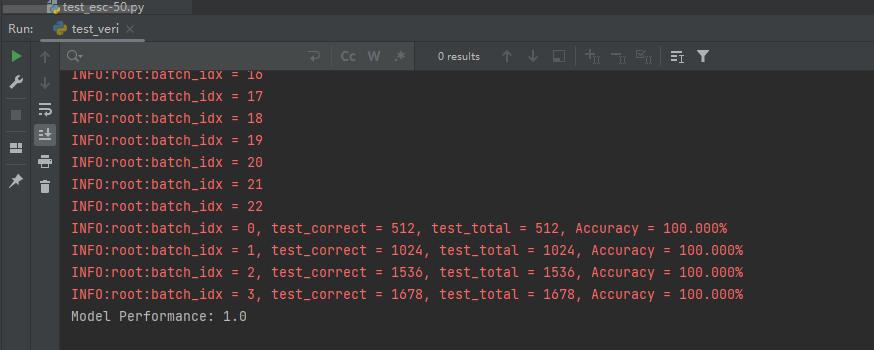 test_esc-50.py
Run: test_veri
Cc W .* 0 results
INFO:root:batch_idx = 16
INFO:root:batch_idx = 17
INFO:root:batch_idx = 18
INFO:root:batch_idx = 19
INFO:root:batch_idx = 20
INFO:root:batch_idx = 21
INFO:root:batch_idx = 22
INFO:root:batch_idx = 0, test_correct = 512, test_total = 512, Accuracy = 100.000%
INFO:root:batch_idx = 1, test_correct = 1024, test_total = 1024, Accuracy = 100.000%
INFO:root:batch_idx = 2, test_correct = 1536, test_total = 1536, Accuracy = 100.000%
INFO:root:batch_idx = 3, test_correct = 1678, test_total = 1678, Accuracy = 100.000%
Model Performance: 1.0